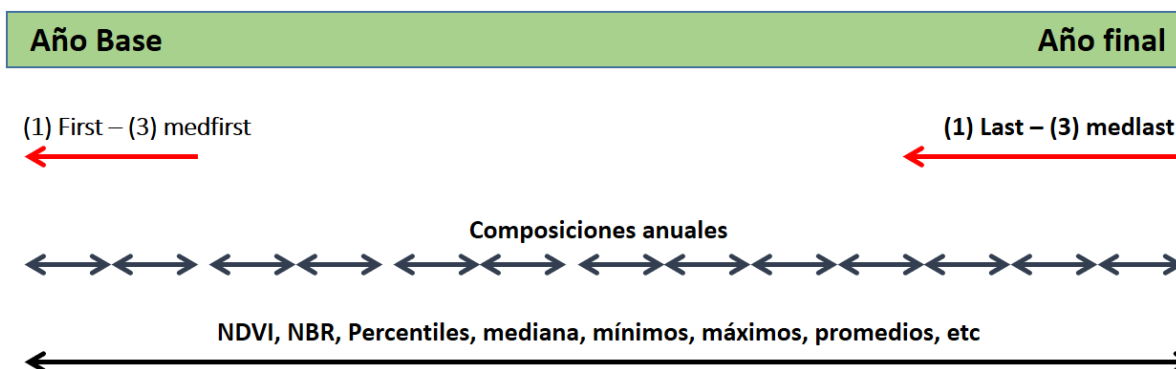 Año Base Año final
(1) First – (3) medfirst (1) Last – (3) medlast
Composiciones anuales
NDVI, NBR, Percentiles, mediana, mínimos, máximos, promedios, etc